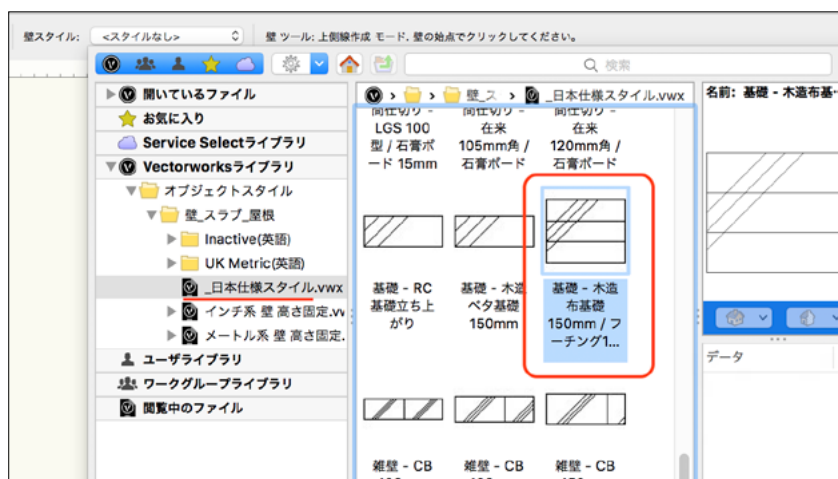 壁スタイル: <スタイルなし> 壁 ツール: 上側線作成 モード. 壁の始点でクリックしてください。
検索
開いているファイル
お気に入り
Service Selectライブラリ
Vectorworksライブラリ
オブジェクトスタイル
壁_スラブ_屋根
Inactive(英語)
UK Metric(英語)
_日本仕様スタイル.vwx
インチ系 壁 高さ固定.vw
メートル系 壁 高さ固定.
ユーザライブラリ
ワークグループライブラリ
閲覧中のファイル
壁_ス _日本仕様スタイル.vwx
間仕切り -
LGS 100
型 / 石膏ボ
ード 15mm
間仕切り -
在来
105mm角 /
石膏ボード
間仕切り -
在来
120mm角 /
石膏ボード
基礎 - RC
基礎立ち上
がり
基礎 - 木造
ベタ基礎
150mm
基礎 - 木造
布基礎
150mm / フ
ーチング1...
雑壁 - CB
雑壁 - CB
雑壁 - CB
名前: 基礎 - 木造布基…
データ